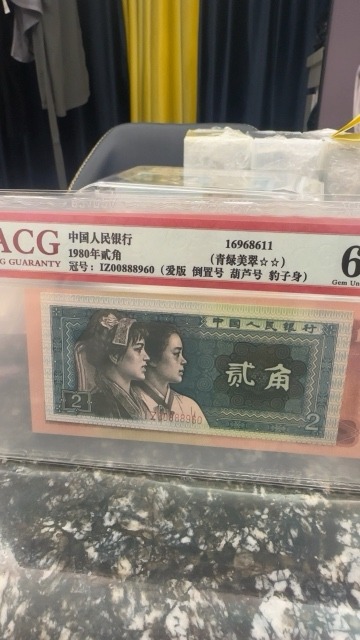 ACG
NG GUARANTY
中国人民银行
1980年贰角
冠号：IZ00888960（爱版 倒置号 葫芦号 豹子身）
16968611
（青绿美翠☆☆）
6
Gem Un
中国人民银行
贰角
2
IZ00888960
2